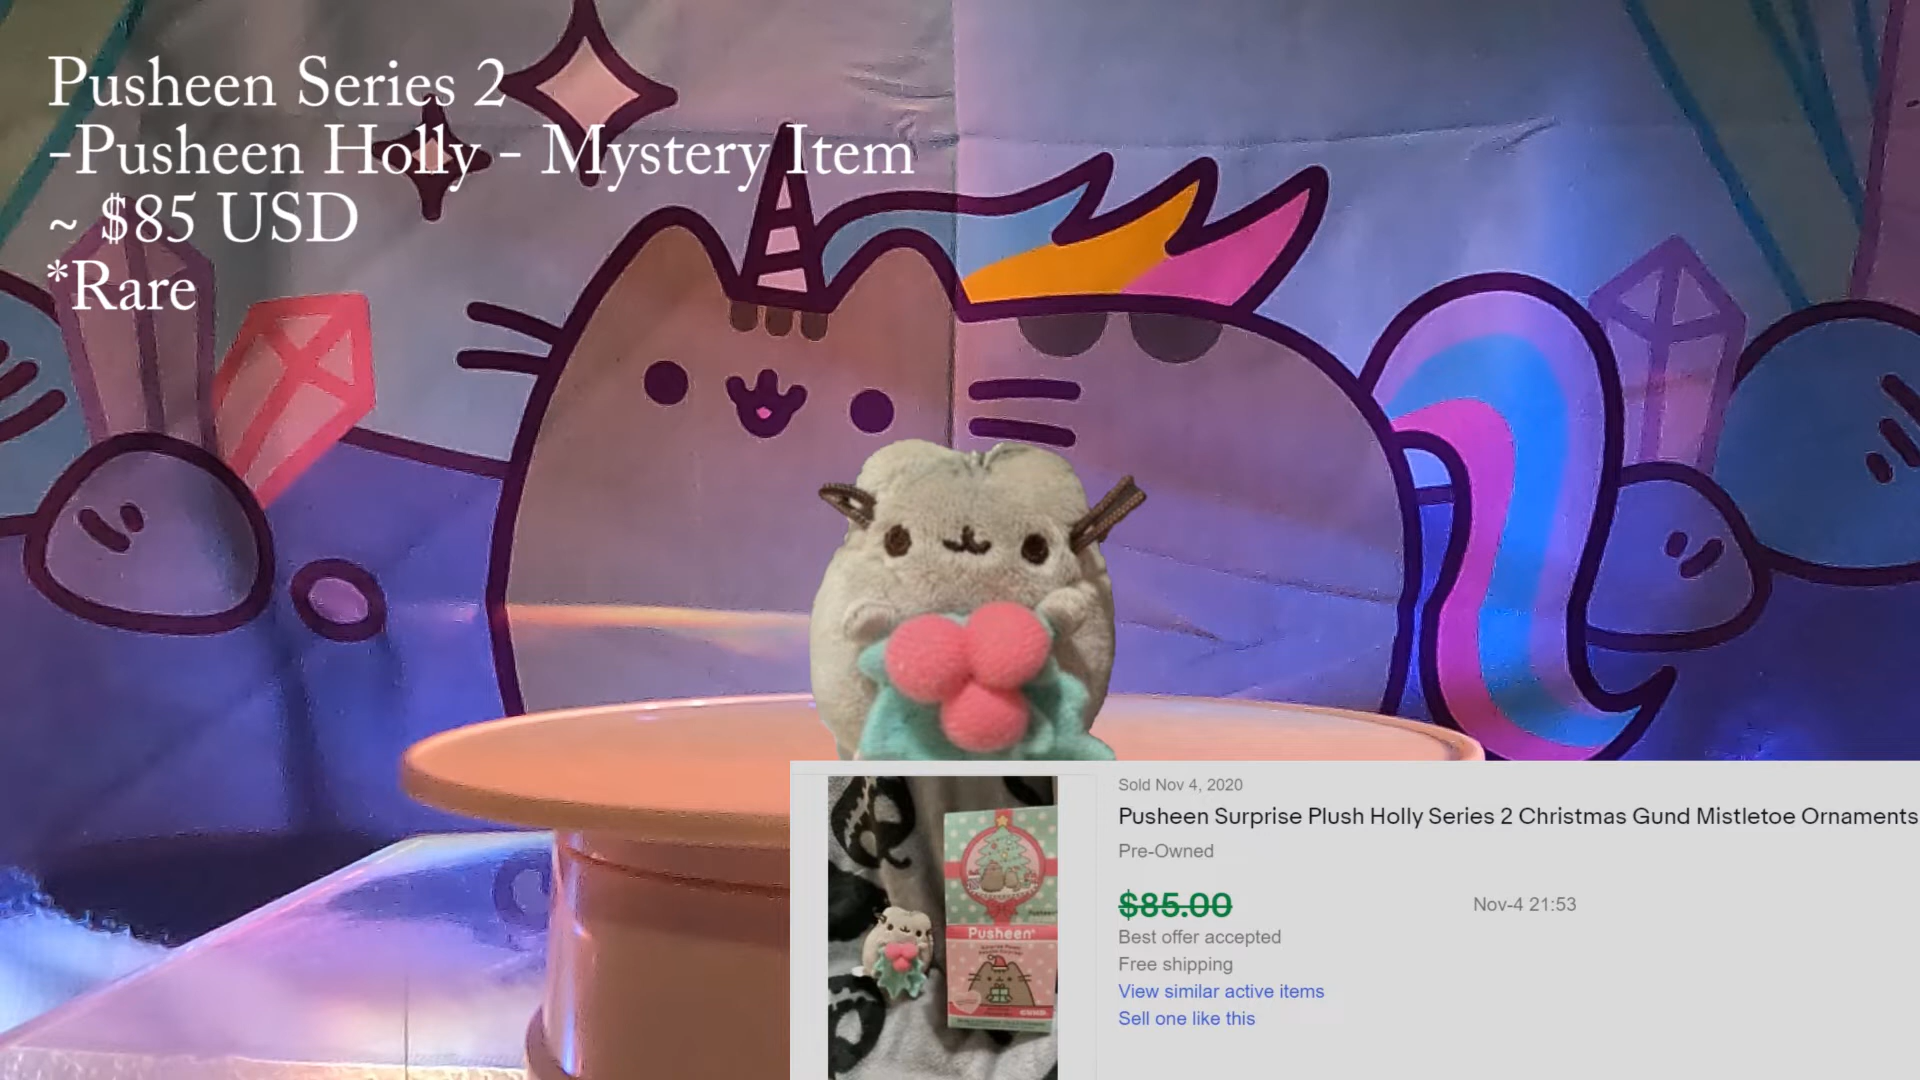 Pusheen Series 2
-Pusheen Holly - Mystery Item
~ $85 USD
*Rare
Sold Nov 4, 2020
Pusheen Surprise Plush Holly Series 2 Christmas Gund Mistletoe Ornaments
Pre-Owned
$85.00
Nov-4 21:53
Best offer accepted
Free shipping
View similar active items
Sell one like this
Pusheen
GUND